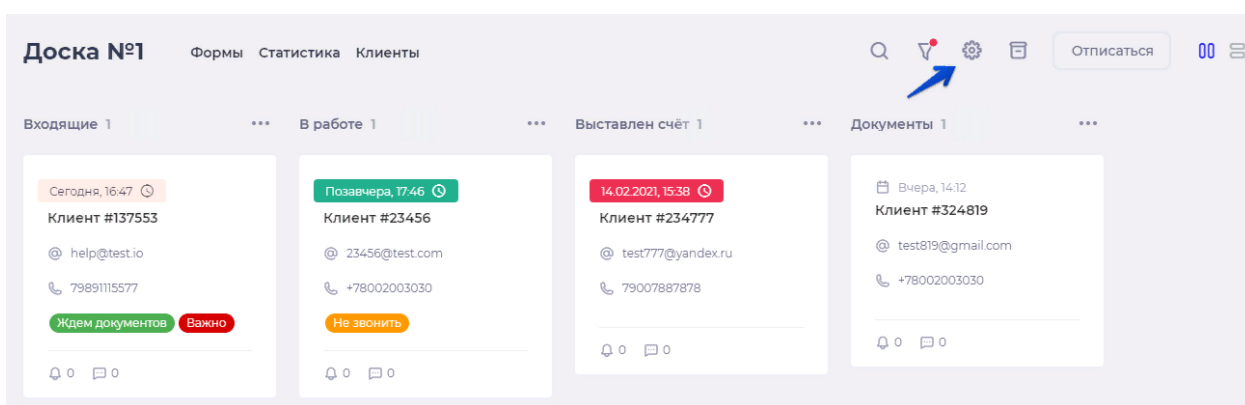 Доска №1 Формы Статистика Клиенты Отписаться
Входящие 1
Сегодня, 16:47
Клиент #137553
help@test.io
79891115577
Ждем документов Важно
0 0
В работе 1
Позавчера, 17:46
Клиент #23456
23456@test.com
+78002003030
Не звонить
0 0
Выставлен счёт 1
14.02.2021, 15:38
Клиент #234777
test777@yandex.ru
79007887878
0 0
Документы 1
Вчера, 14:12
Клиент #324819
test819@gmail.com
+78002003030
0 0